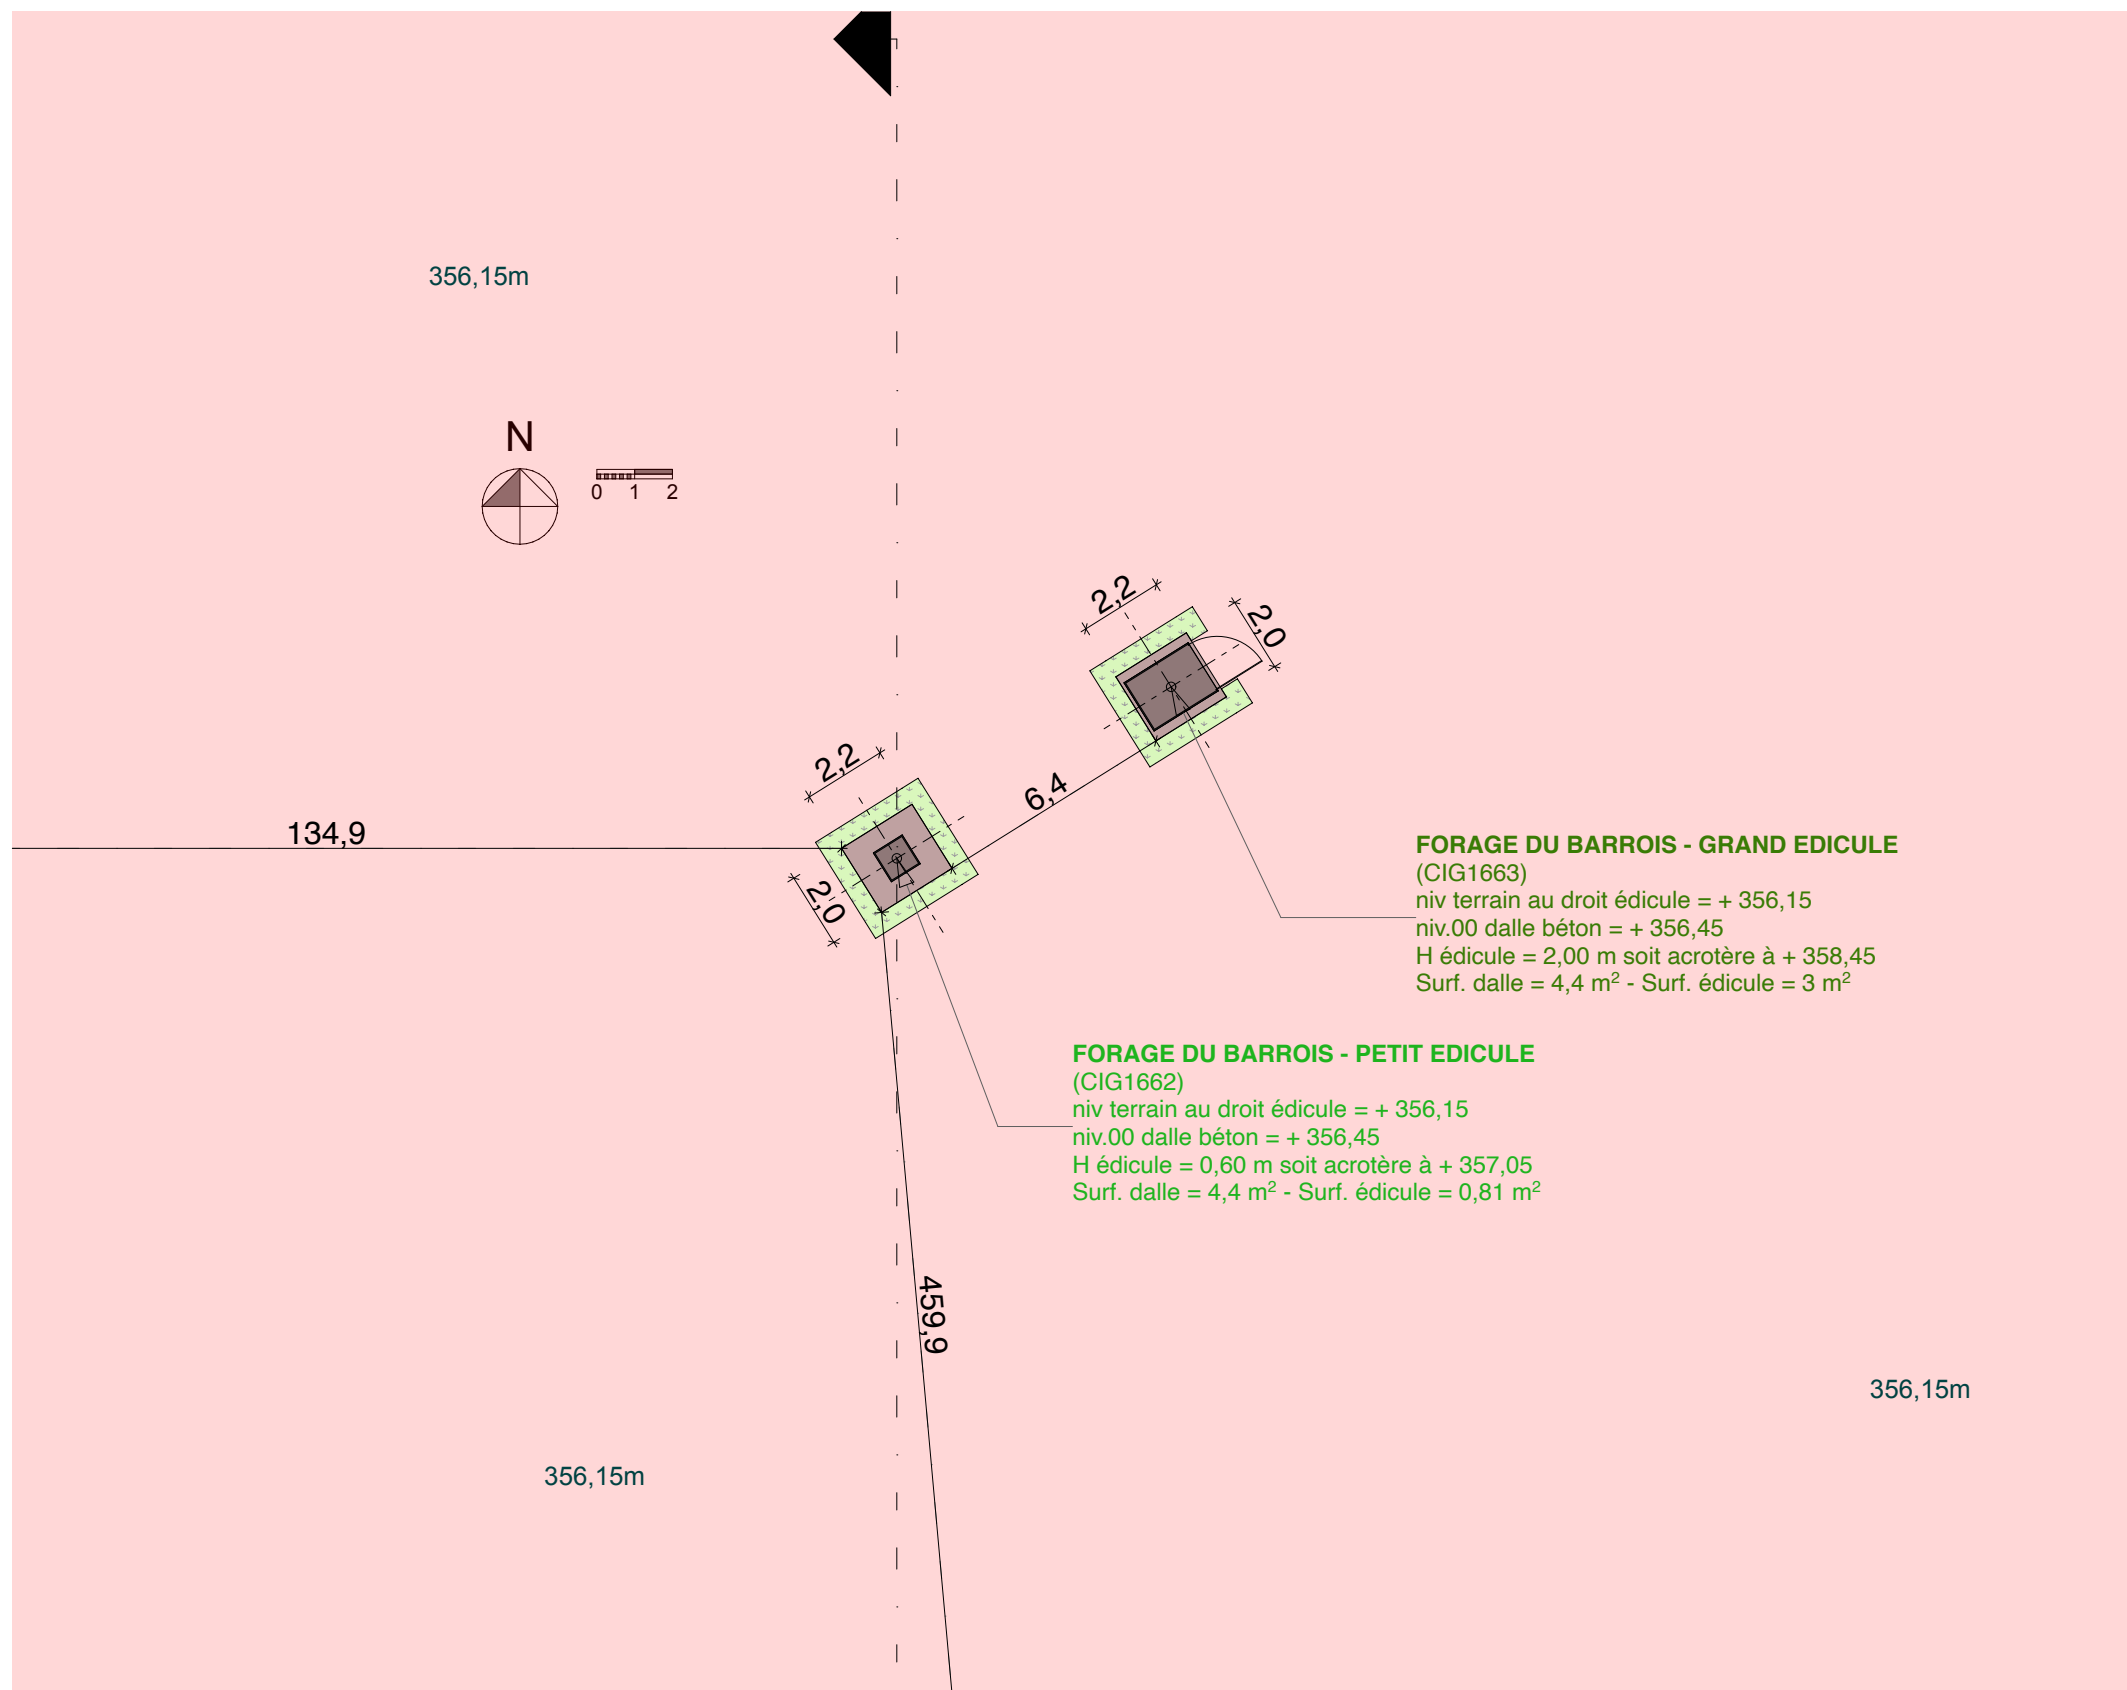 356,15m
N
0 1 2
2,2
2,0
2,2
6,4
134,9
2,0
FORAGE DU BARROIS - GRAND EDICULE
(CIG1663)
niv terrain au droit édicule = + 356,15
niv.00 dalle béton = + 356,45
H édicule = 2,00 m soit acrotère à + 358,45
Surf. dalle = 4,4 m² - Surf. édicule = 3 m²
FORAGE DU BARROIS - PETIT EDICULE
(CIG1662)
niv terrain au droit édicule = + 356,15
niv.00 dalle béton = + 356,45
H édicule = 0,60 m soit acrotère à + 357,05
Surf. dalle = 4,4 m² - Surf. édicule = 0,81 m²
459,9
356,15m
356,15m